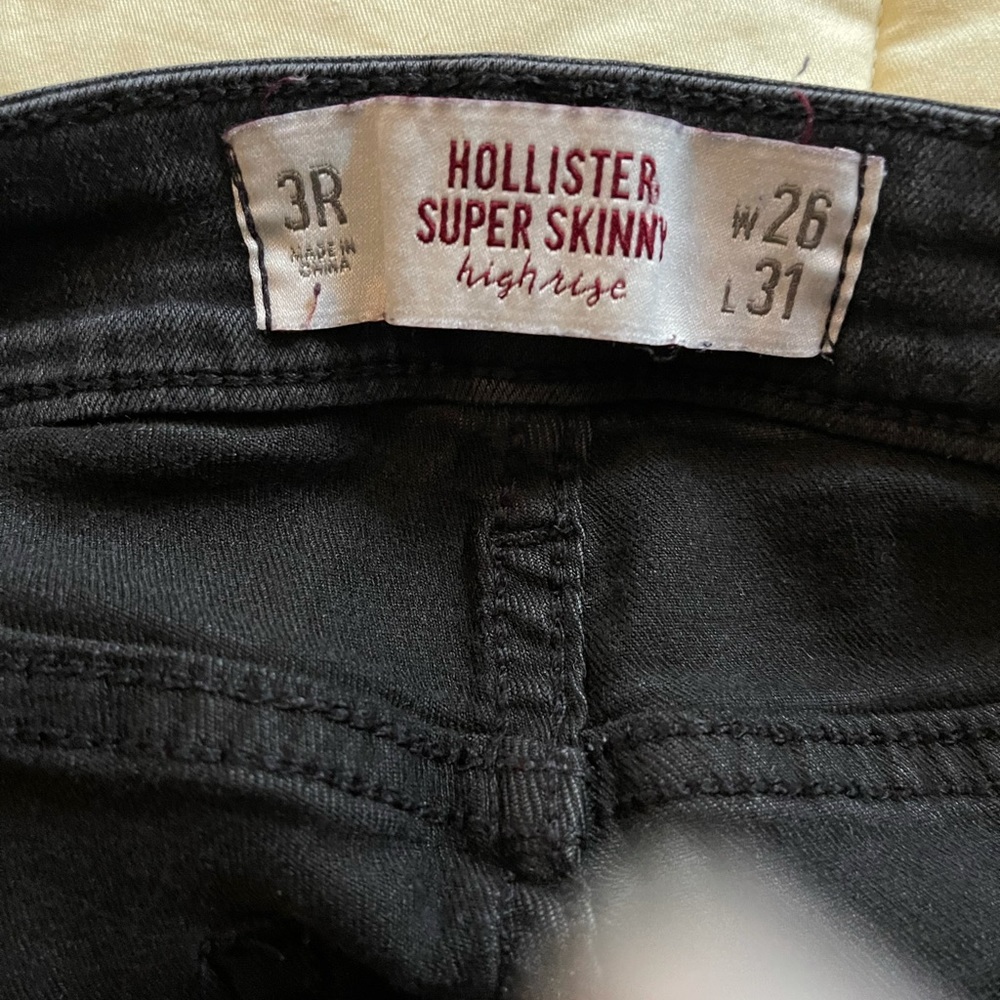 3R
MADE IN
CHINA
HOLLISTER
SUPER SKINNY
high rise
W 26
L 31